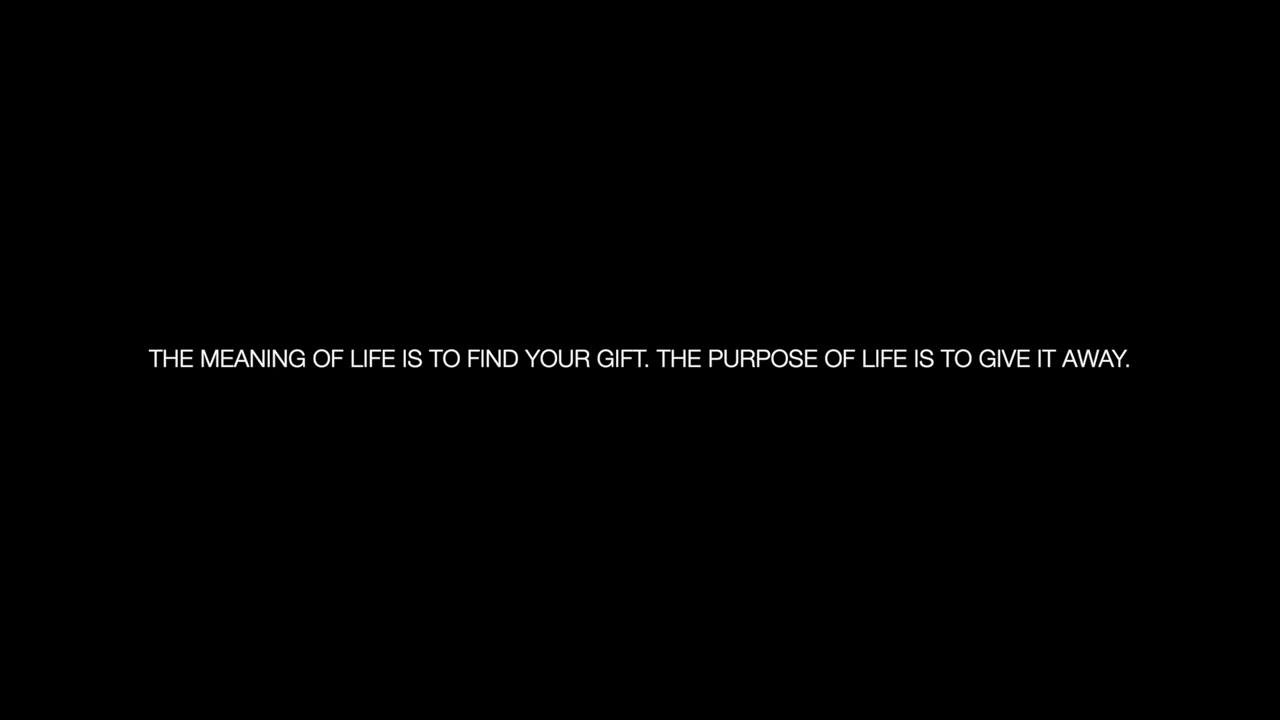 THE MEANING OF LIFE IS TO FIND YOUR GIFT. THE PURPOSE OF LIFE IS TO GIVE IT AWAY.